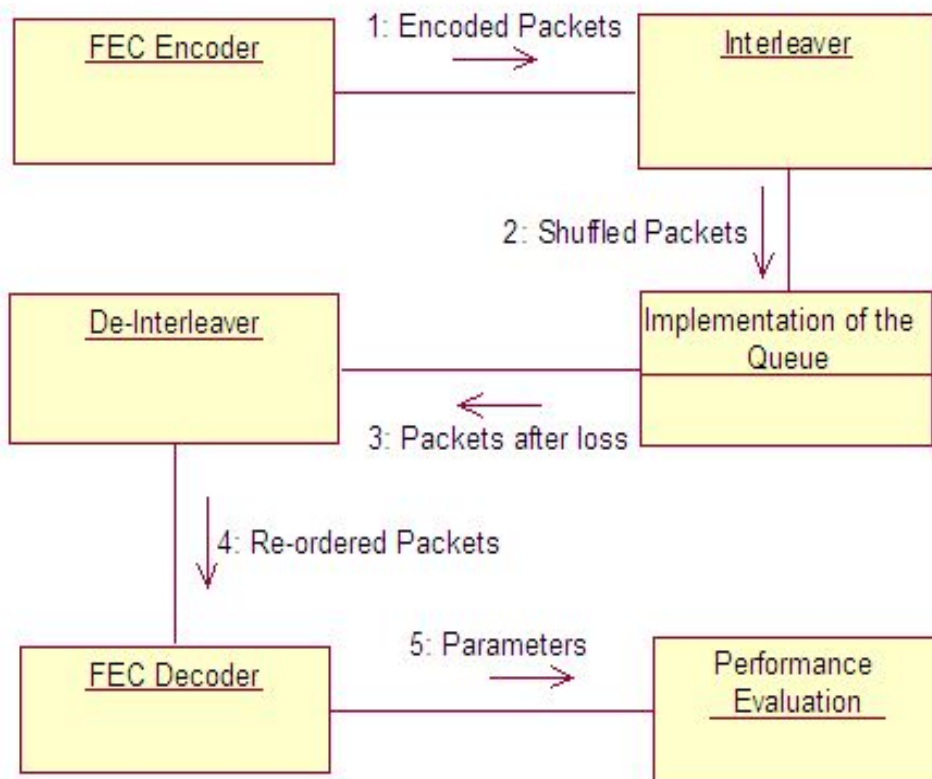 FEC Encoder
1: Encoded Packets
Interleaver
2: Shuffled Packets
De-Interleaver
Implementation of the
Queue
3: Packets after loss
4: Re-ordered Packets
FEC Decoder
5: Parameters
Performance
Evaluation